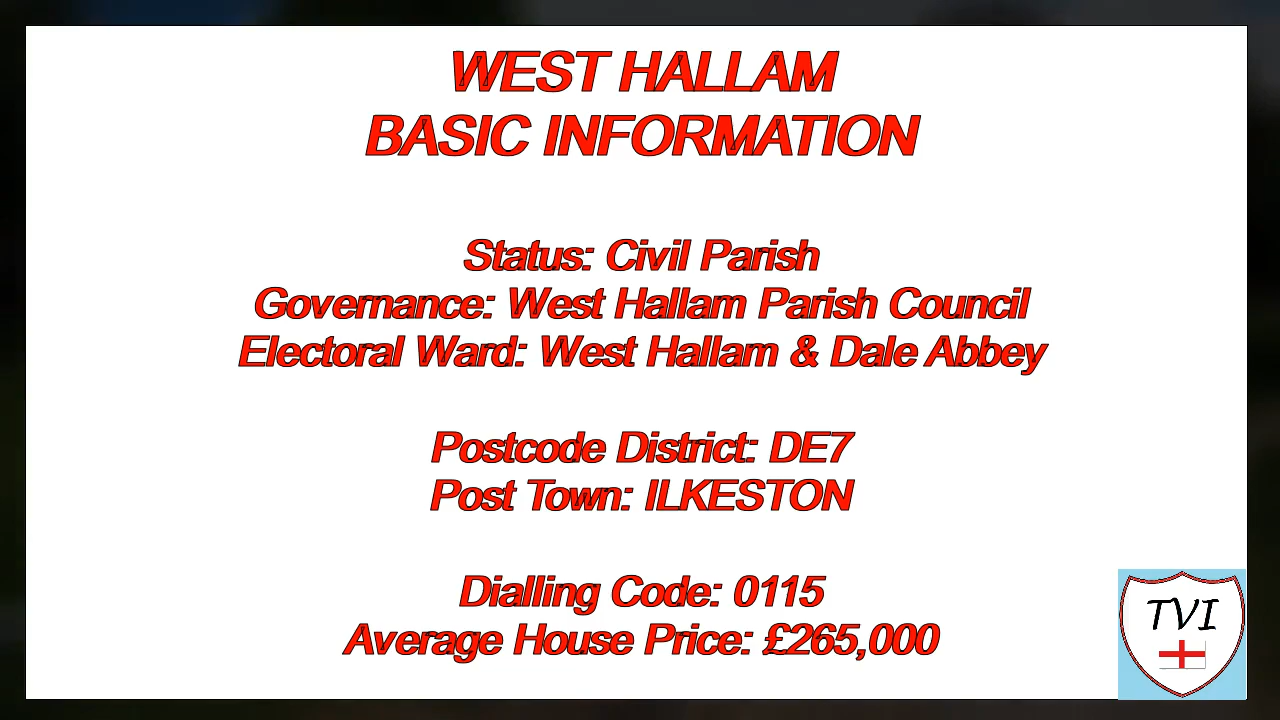 WEST HALLAM
BASIC INFORMATION
Status: Civil Parish
Governance: West Hallam Parish Council
Electoral Ward: West Hallam & Dale Abbey
Postcode District: DE7
Post Town: ILKESTON
Dialling Code: 0115
Average House Price: £265,000
TVI